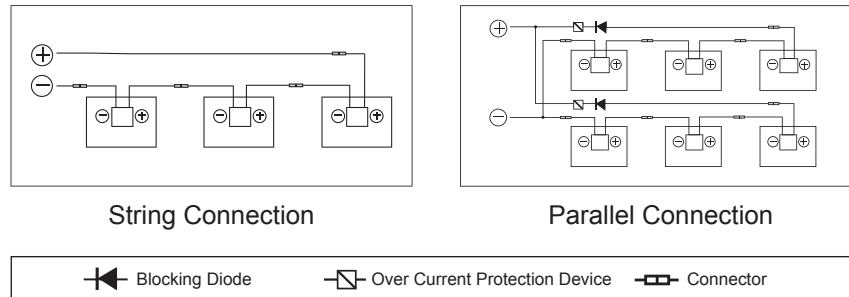 String Connection
Parallel Connection
Blocking Diode
Over Current Protection Device
Connector